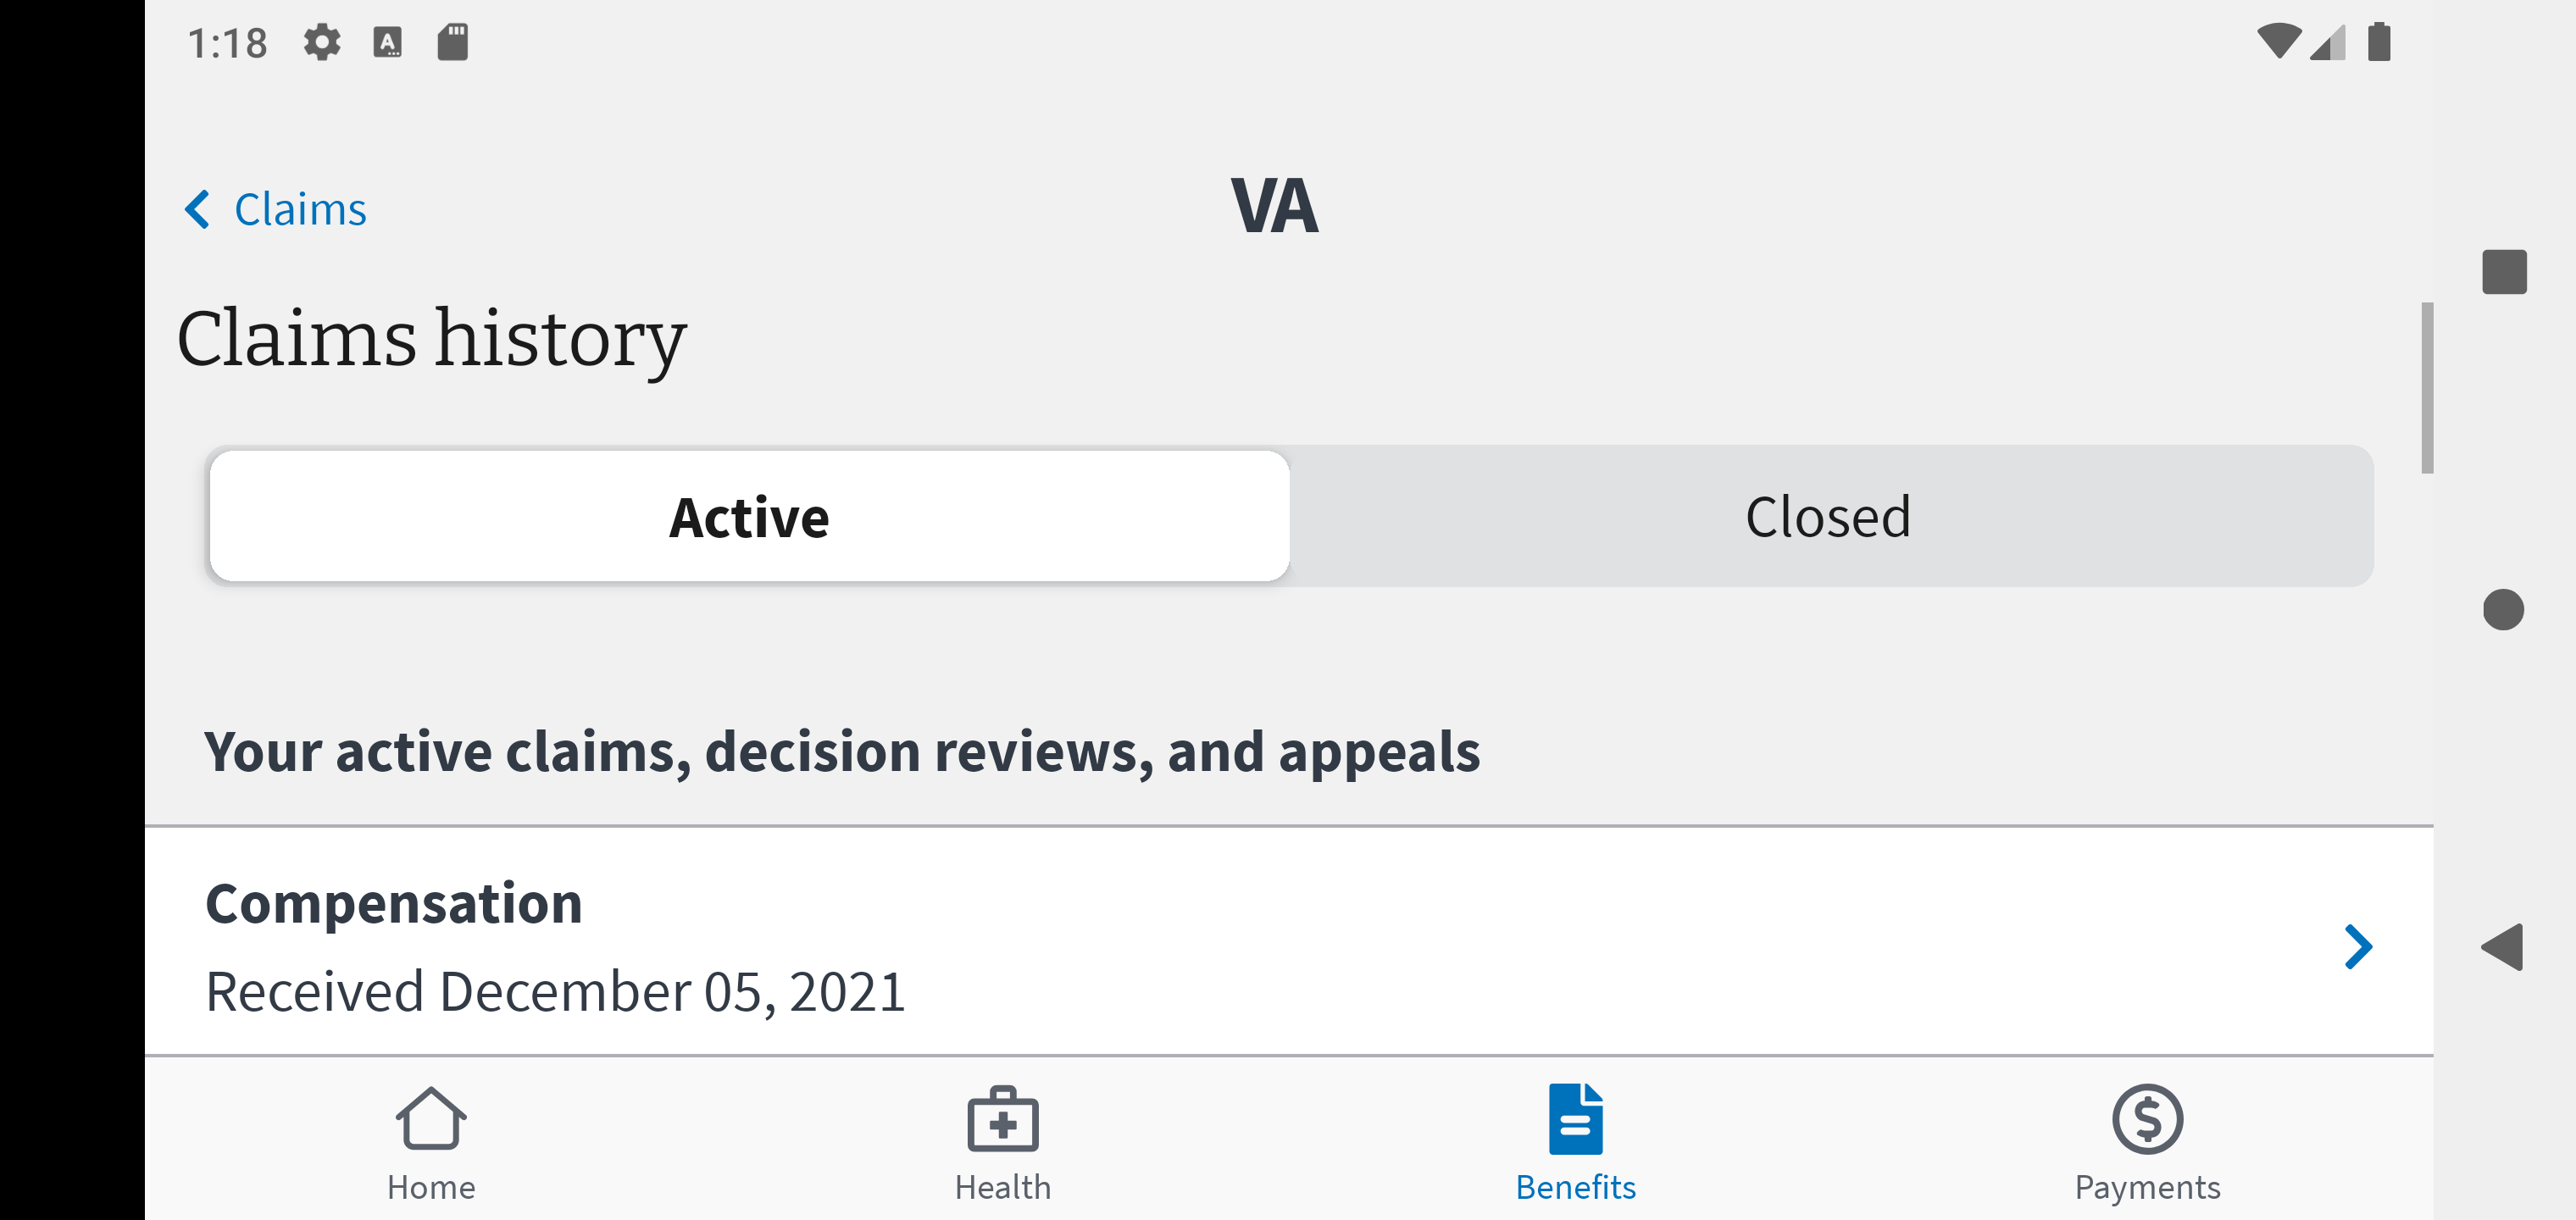 1:18
Claims
VA
Claims history
Active
Closed
Your active claims, decision reviews, and appeals
Compensation
Received December 05, 2021
Home
Health
Benefits
Payments